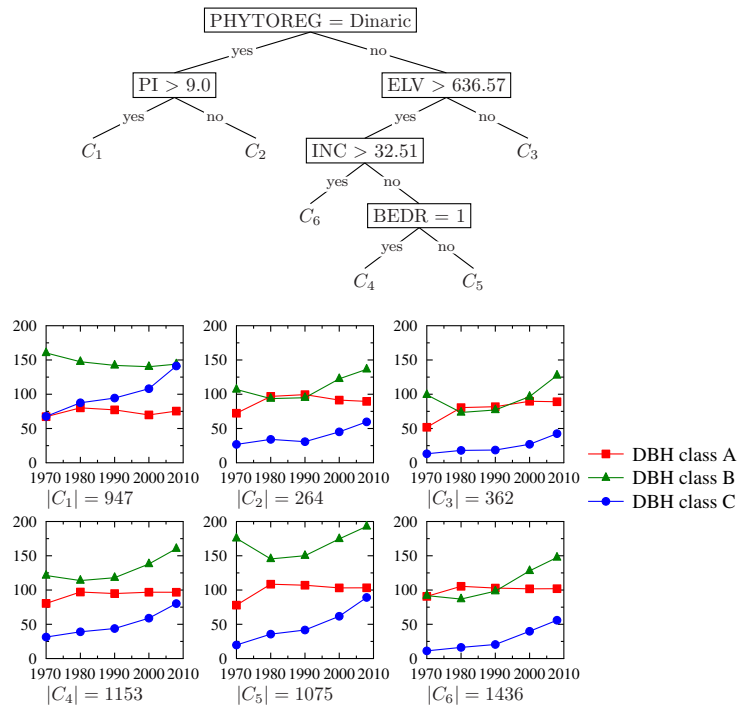 PHYTOREG = Dinaric
yes no
PI > 9.0 ELV > 636.57
yes no yes no
C1 C2 INC > 32.51 C3
yes no
C6 BEDR = 1
yes no
C4 C5
200 200 200
150 150 150
100 100 100
50 50 50
0 0 0
1970 1980 1990 2000 2010 1970 1980 1990 2000 2010 1970 1980 1990 2000 2010
|C1| = 947 |C2| = 264 |C3| = 362
DBH class A
DBH class B
DBH class C
200 200 200
150 150 150
100 100 100
50 50 50
0 0 0
1970 1980 1990 2000 2010 1970 1980 1990 2000 2010 1970 1980 1990 2000 2010
|C4| = 1153 |C5| = 1075 |C6| = 1436